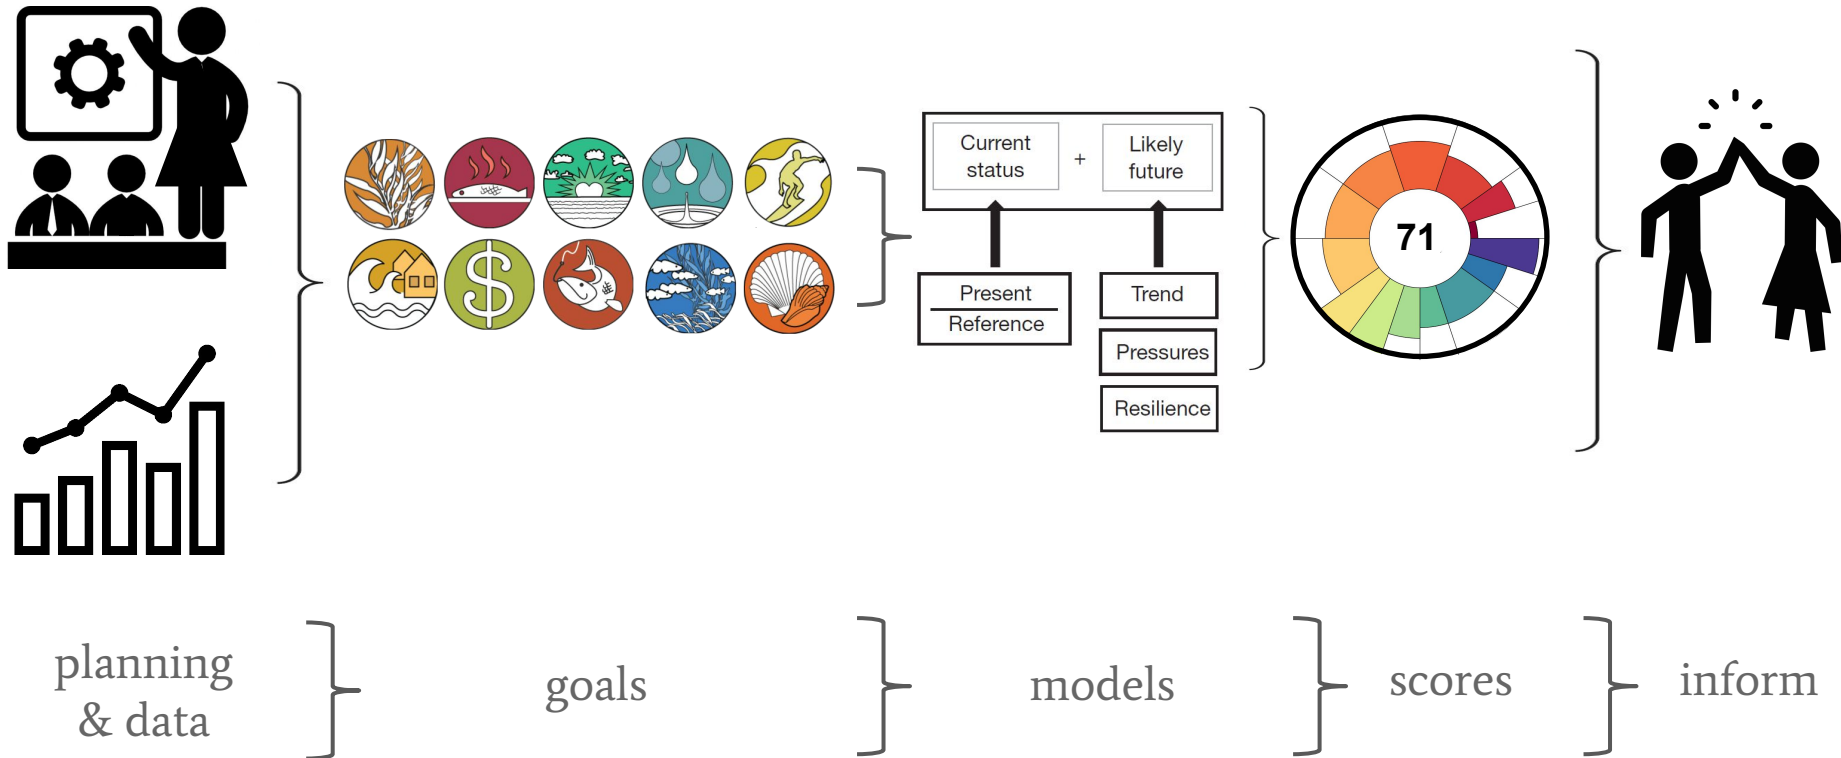 Current
status
+
Likely
future
Present
Reference
Trend
Pressures
Resilience
$
71
planning
& data
goals
models
scores
inform